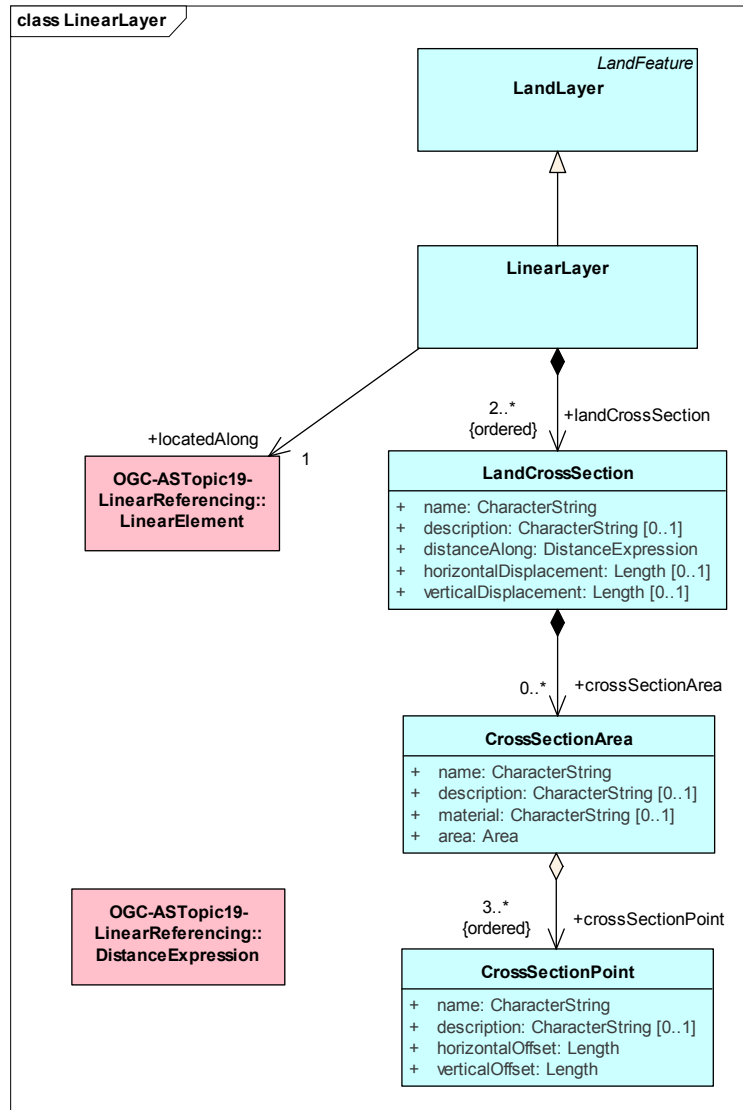 class LinearLayer
LandFeature
LandLayer
LinearLayer
2..*
{ordered}
+landCrossSection
+locatedAlong
1
OGC-ASTopic19-
LinearReferencing::
LinearElement
LandCrossSection
+ name: CharacterString
+ description: CharacterString [0..1]
+ distanceAlong: DistanceExpression
+ horizontalDisplacement: Length [0..1]
+ verticalDisplacement: Length [0..1]
0..*
+crossSectionArea
CrossSectionArea
+ name: CharacterString
+ description: CharacterString [0..1]
+ material: CharacterString [0..1]
+ area: Area
OGC-ASTopic19-
LinearReferencing::
DistanceExpression
3..*
{ordered}
+crossSectionPoint
CrossSectionPoint
+ name: CharacterString
+ description: CharacterString [0..1]
+ horizontalOffset: Length
+ verticalOffset: Length